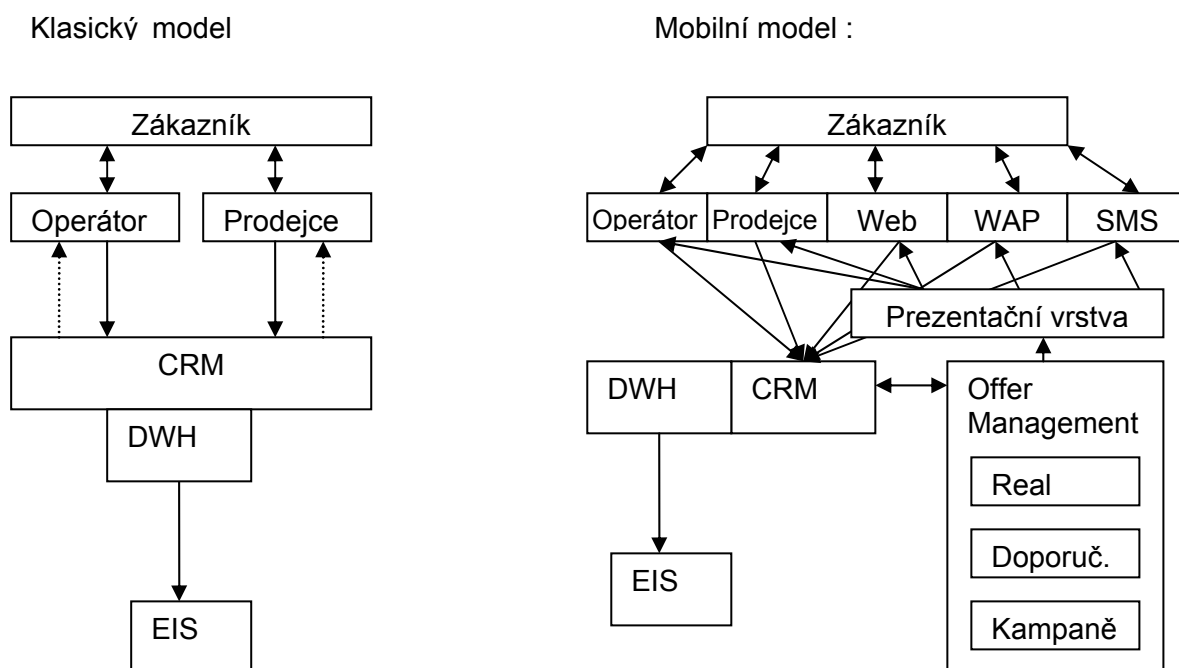 Klasický model
Mobilní model :
Zákazník
Operátor
Prodejce
CRM
DWH
EIS
Zákazník
Operátor
Prodejce
Web
WAP
SMS
Prezentační vrstva
DWH
CRM
Offer
Management
Real
Doporuč.
Kampaně
EIS